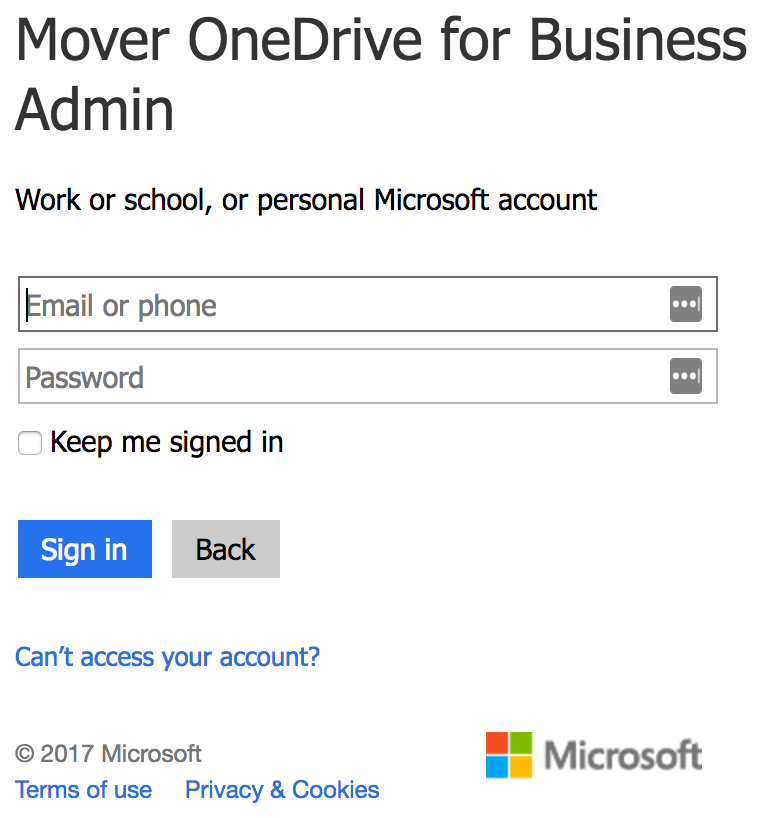 Mover OneDrive for Business
Admin
Work or school, or personal Microsoft account
Email or phone
Password
Keep me signed in
Sign in Back
Can’t access your account?
© 2017 Microsoft
Terms of use Privacy & Cookies
Microsoft